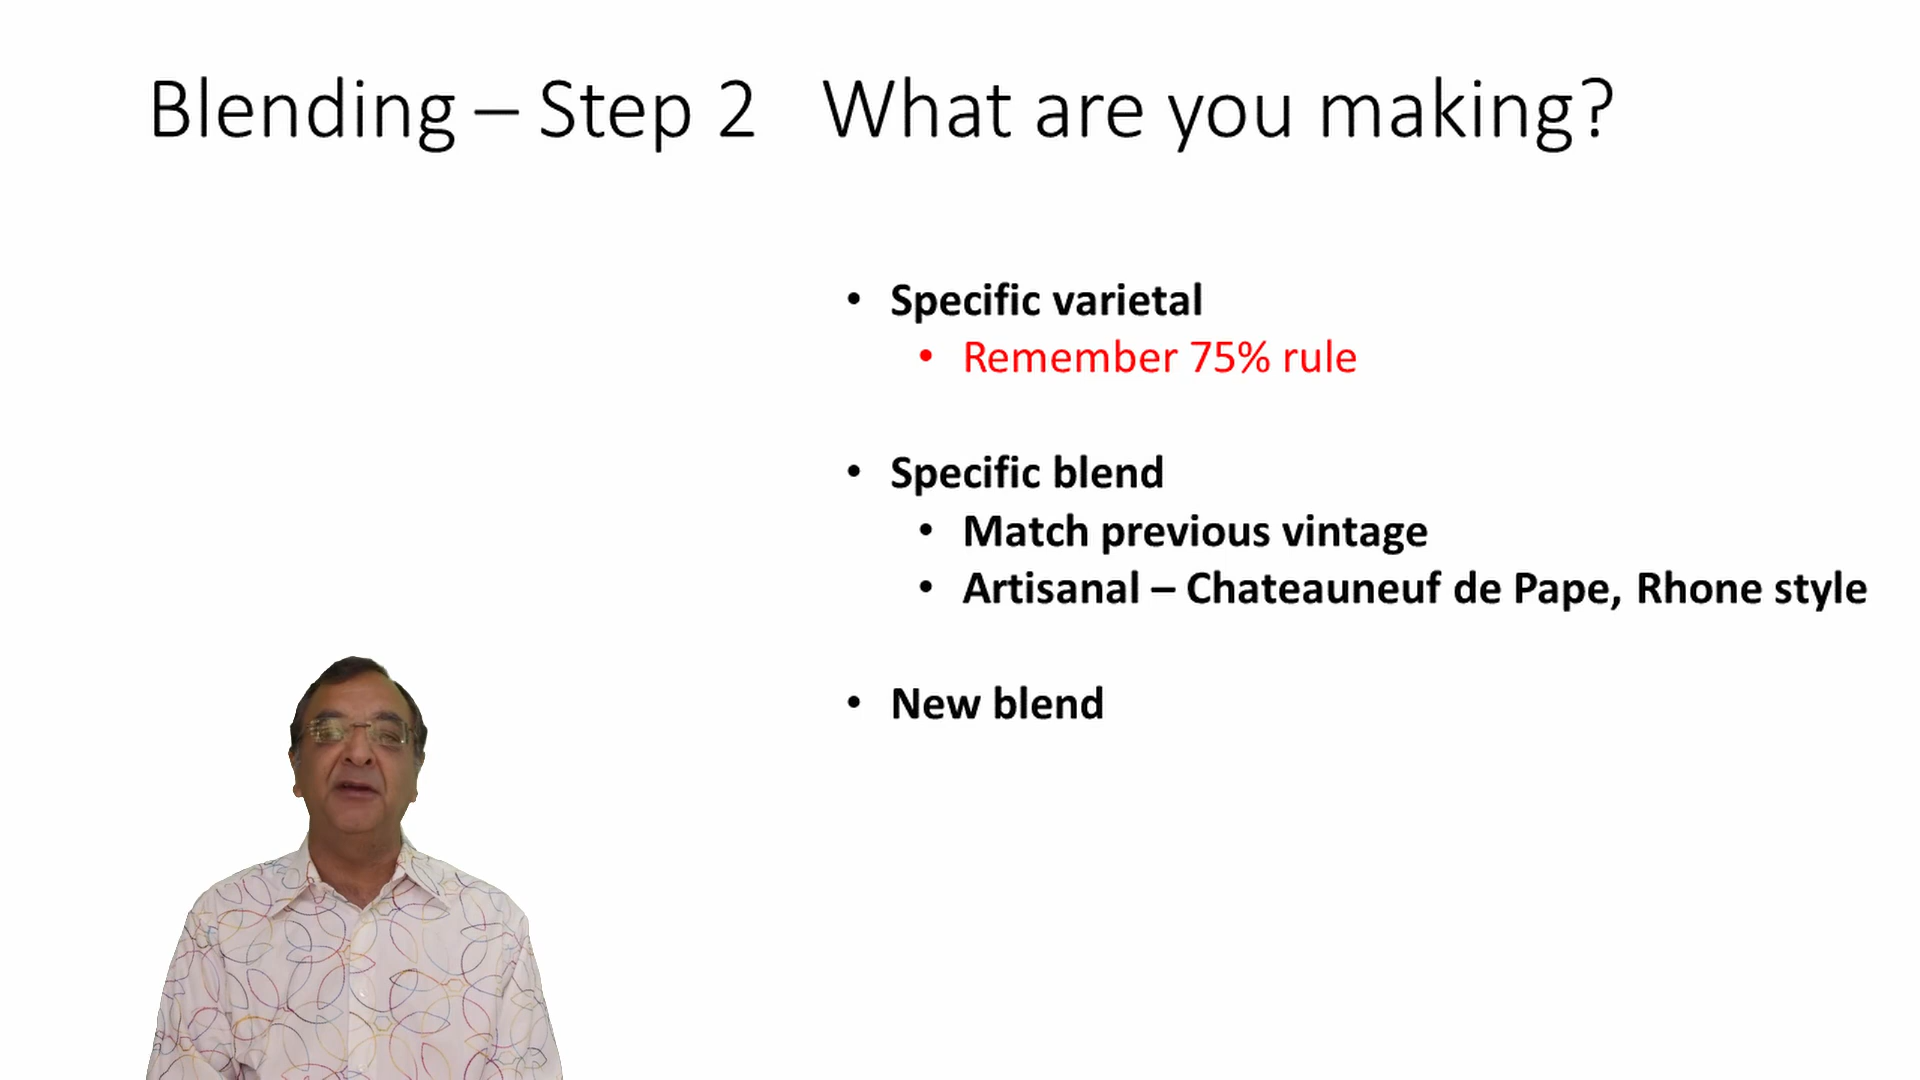 Blending – Step 2 What are you making?
• Specific varietal
• Remember 75% rule
• Specific blend
• Match previous vintage
• Artisanal – Chateauneuf de Pape, Rhone style
• New blend